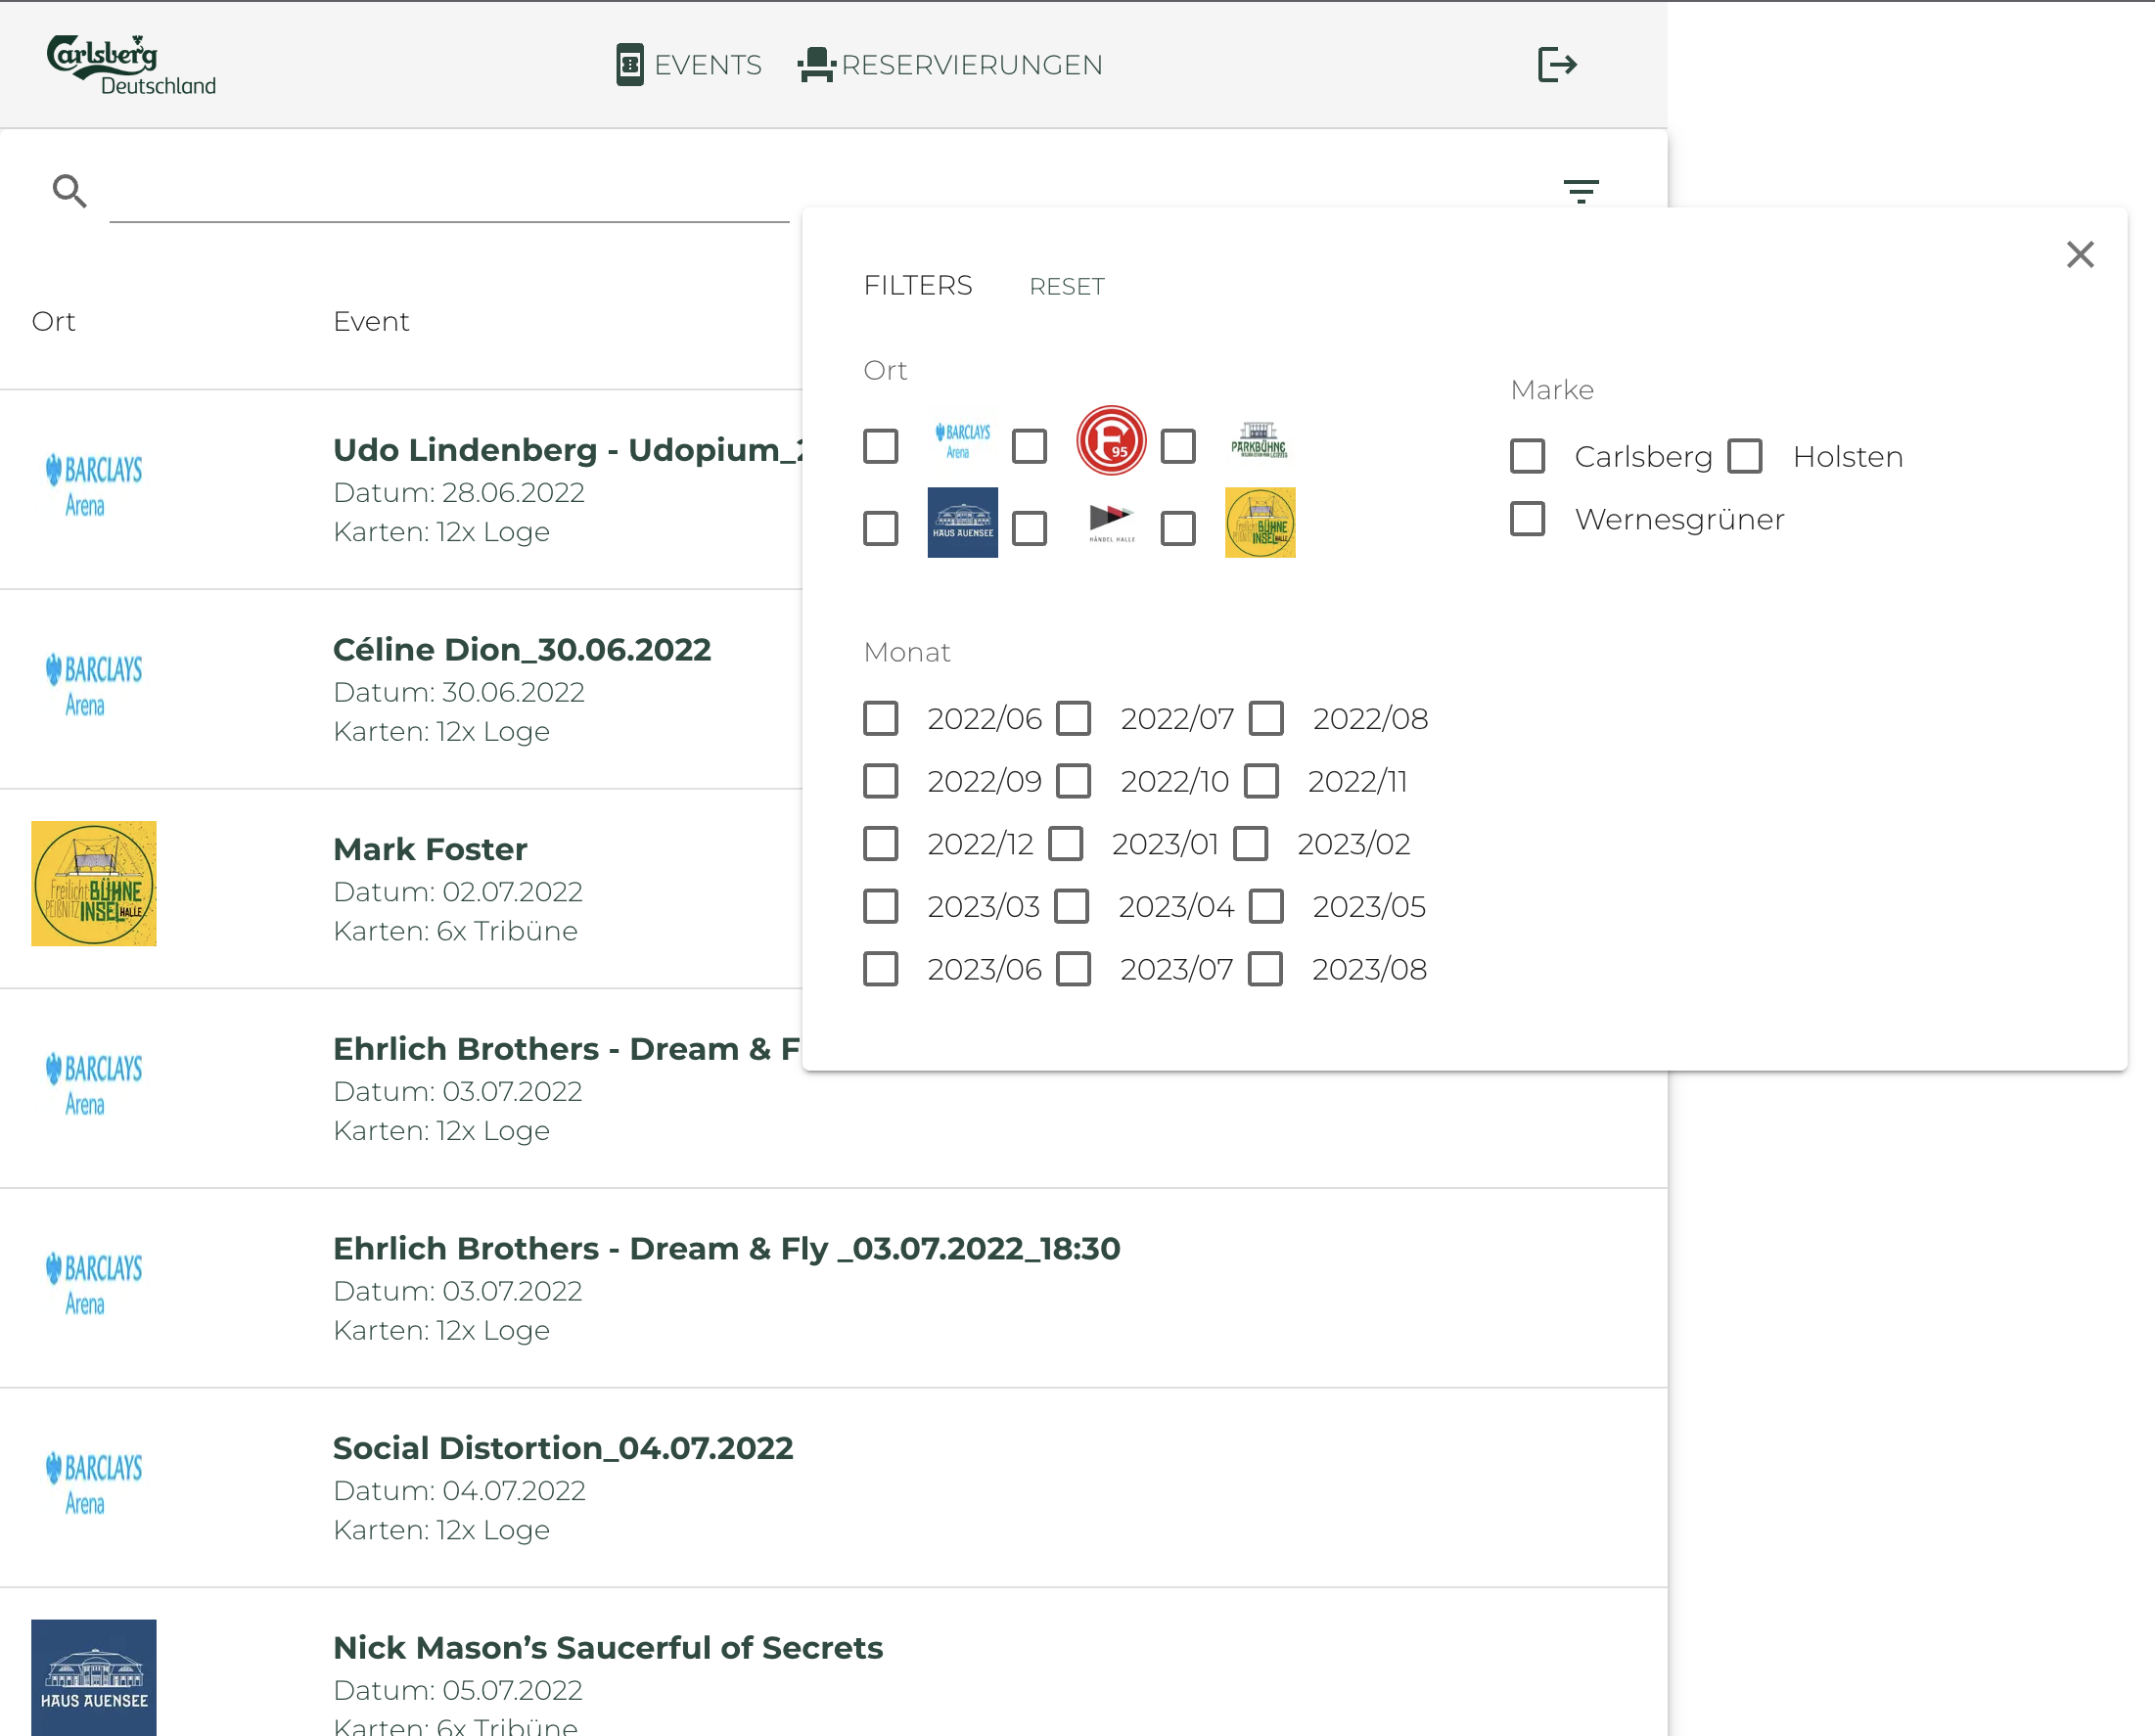 Carlsberg
Deutschland
EVENTS
RESERVIERUNGEN
Ort
Event
BARCLAYS
Arena
Udo Lindenberg - Udopium_2
Datum: 28.06.2022
Karten: 12x Loge
BARCLAYS
Arena
Céline Dion_30.06.2022
Datum: 30.06.2022
Karten: 12x Loge
Freilicht BÜHNE
PEIßNITZ INSEL HALLE
Mark Foster
Datum: 02.07.2022
Karten: 6x Tribüne
BARCLAYS
Arena
Ehrlich Brothers - Dream & F
Datum: 03.07.2022
Karten: 12x Loge
BARCLAYS
Arena
Ehrlich Brothers - Dream & Fly _03.07.2022_18:30
Datum: 03.07.2022
Karten: 12x Loge
BARCLAYS
Arena
Social Distortion_04.07.2022
Datum: 04.07.2022
Karten: 12x Loge
HAUS AUENSEE
Nick Mason’s Saucerful of Secrets
Datum: 05.07.2022
Karten: 6x Tribüne
FILTERS RESET
Ort
BARCLAYS
Arena
F 95
PARKBÜHNE
HAUS AUENSEE
HÄNDEL HALLE
Freilicht BÜHNE
PEIßNITZ INSEL HALLE
Marke
Carlsberg Holsten
Wernesgrüner
Monat
2022/06 2022/07 2022/08
2022/09 2022/10 2022/11
2022/12 2023/01 2023/02
2023/03 2023/04 2023/05
2023/06 2023/07 2023/08